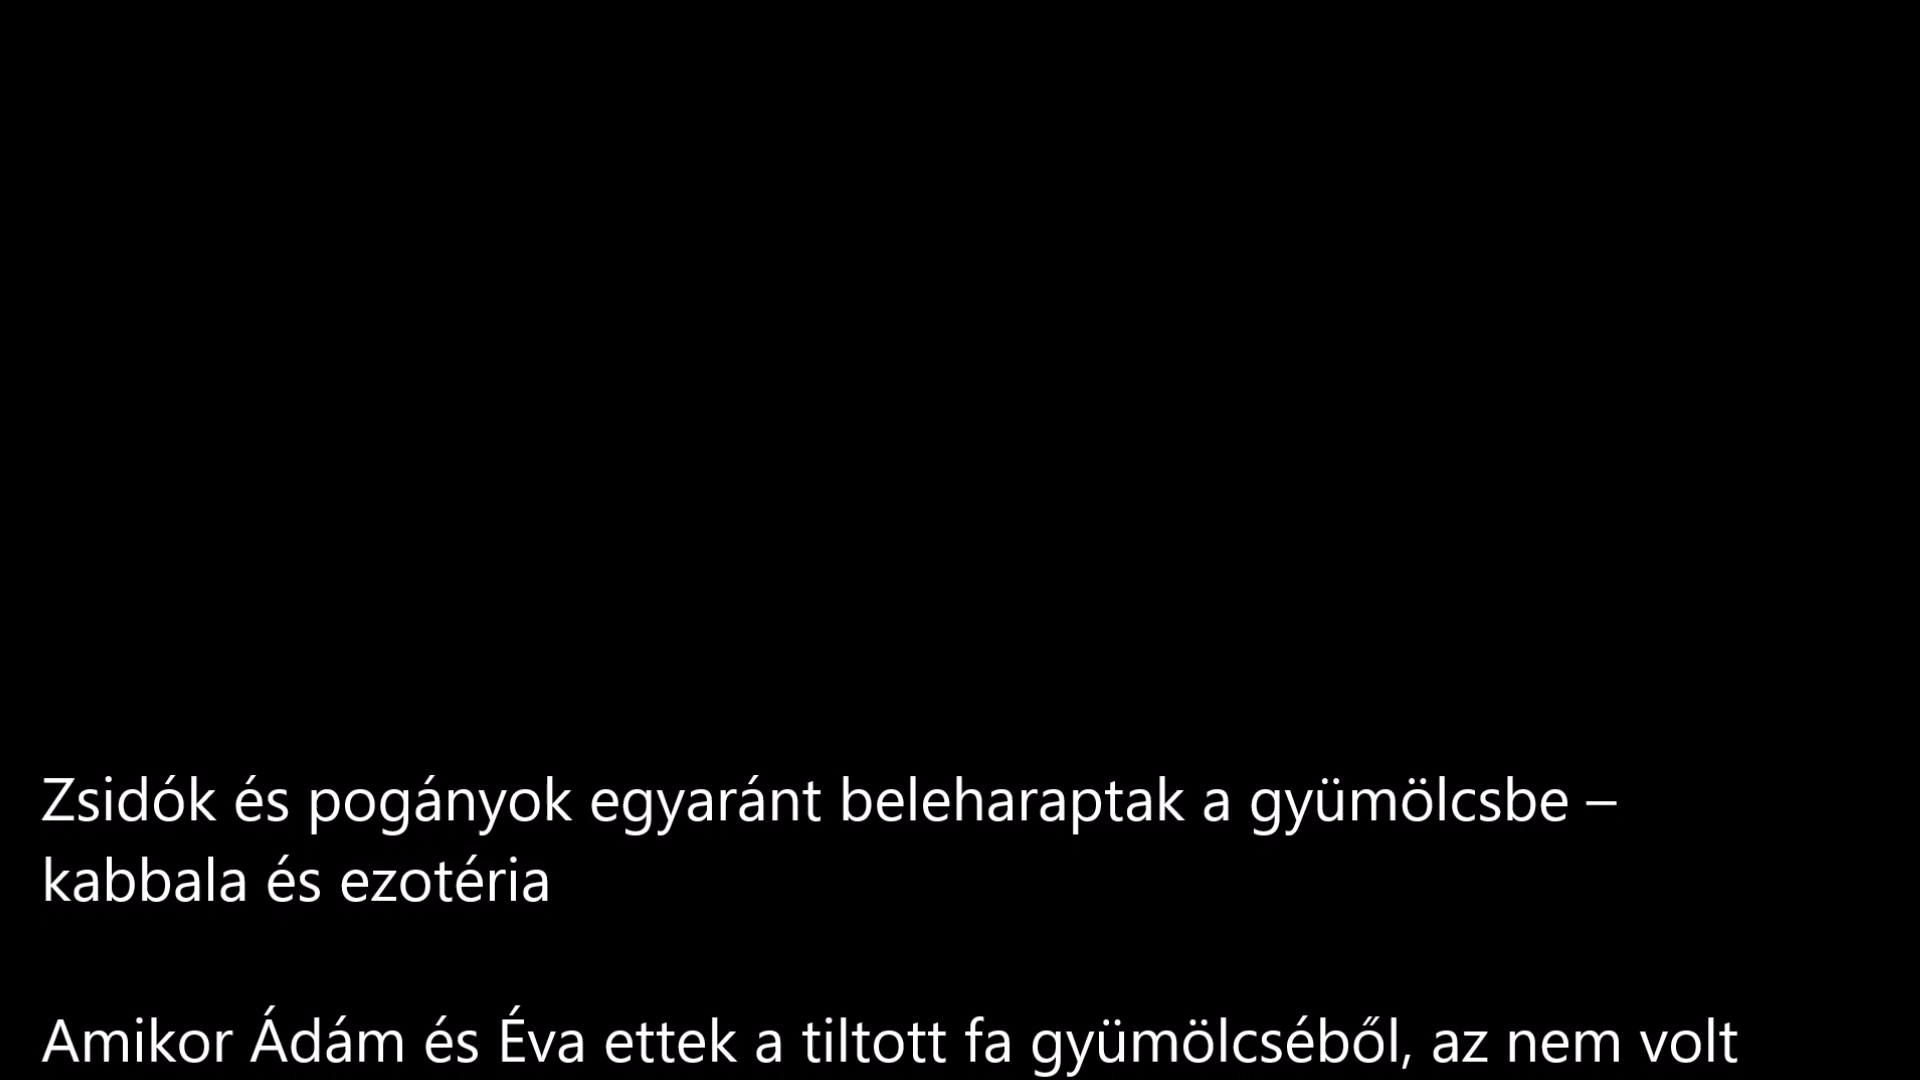 Zsidók és pogányok egyaránt beleharaptak a gyümölcsbe –
kabbala és ezotéria
Amikor Ádám és Éva ettek a tiltott fa gyümölcséből, az nem volt